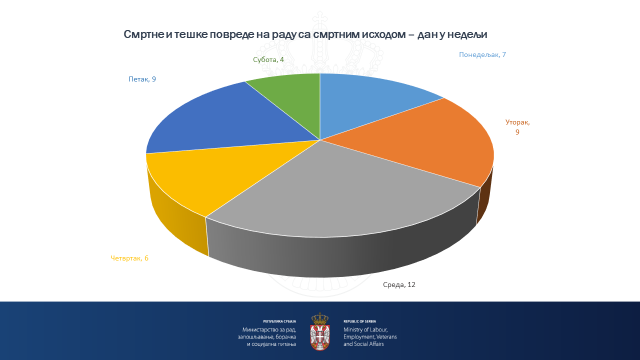 Смртне и тешке повреде на раду са смртним исходом – дан у недељи
Субота, 4
Понедељак, 7
Петак, 9
Уторак,
9
Четвртак, 6
Среда, 12
РЕПУБЛИКА СРБИЈА
Министарство за рад,
запошљавање, борачка
и социјална питања
REPUBLIC OF SERBIA
Ministry of Labour,
Employment, Veterans
and Social Affairs